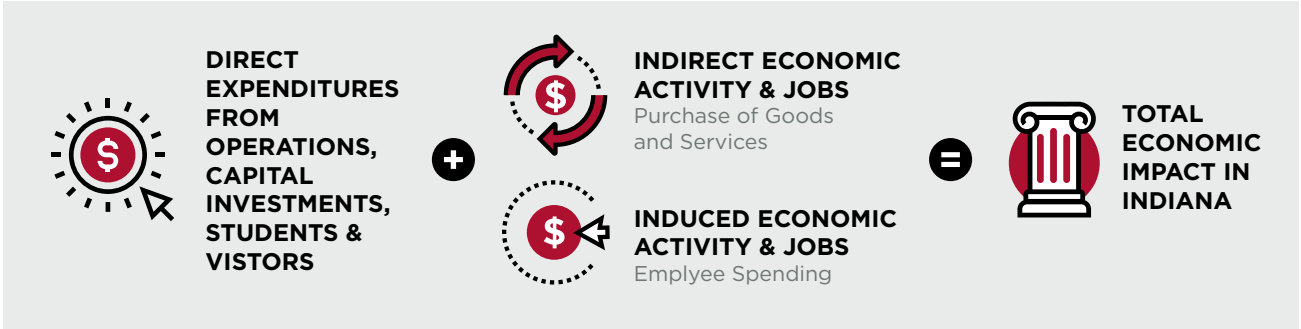 DIRECT
EXPENDITURES
FROM
OPERATIONS,
CAPITAL
INVESTMENTS,
STUDENTS &
VISTORS
$
+
$
INDIRECT ECONOMIC
ACTIVITY & JOBS
Purchase of Goods
and Services
$
INDUCED ECONOMIC
ACTIVITY & JOBS
Emplyee Spending
=
TOTAL
ECONOMIC
IMPACT IN
INDIANA